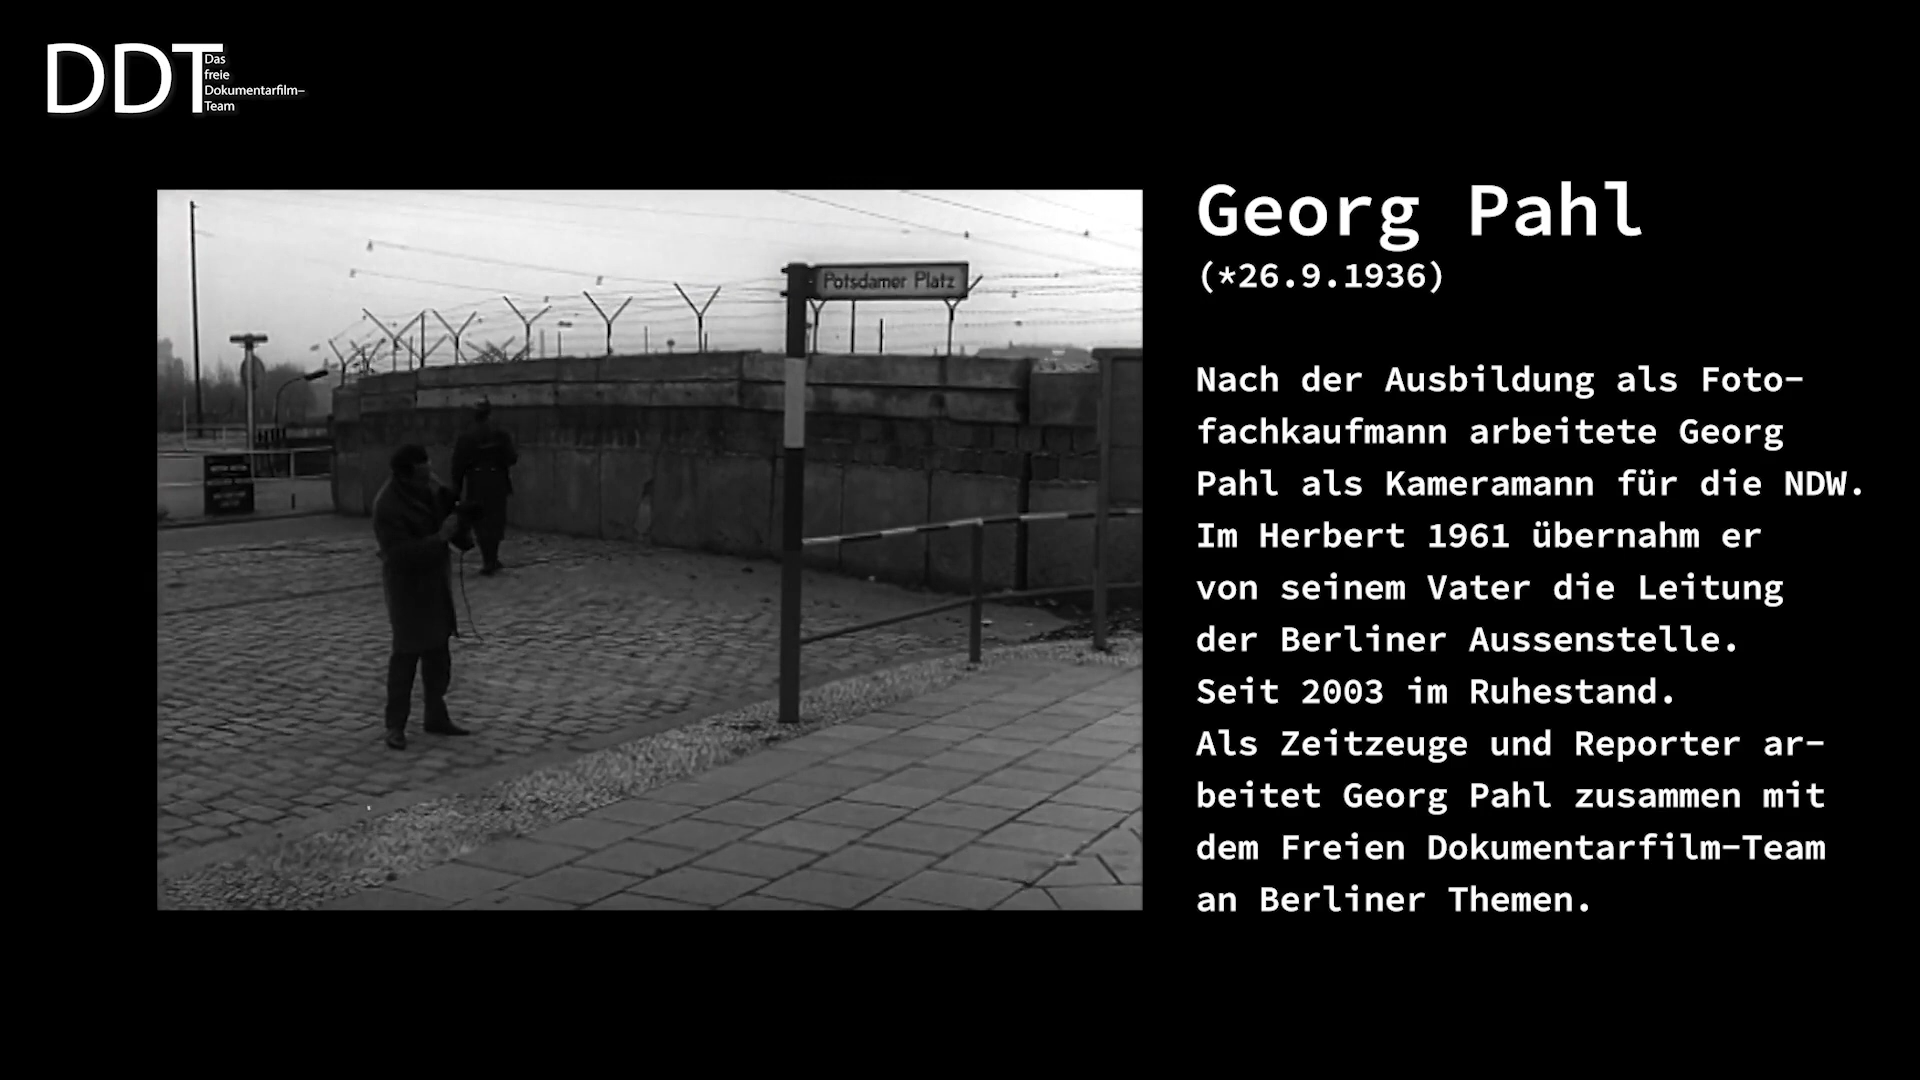 DDT
Das
freie
Dokumentarfilm-
Team
Potsdamer Platz
Georg Pahl
(*26.9.1936)
Nach der Ausbildung als Foto-
fachkaufmann arbeitete Georg
Pahl als Kameramann für die NDW.
Im Herbert 1961 übernahm er
von seinem Vater die Leitung
der Berliner Aussenstelle.
Seit 2003 im Ruhestand.
Als Zeitzeuge und Reporter ar-
beitet Georg Pahl zusammen mit
dem Freien Dokumentarfilm-Team
an Berliner Themen.